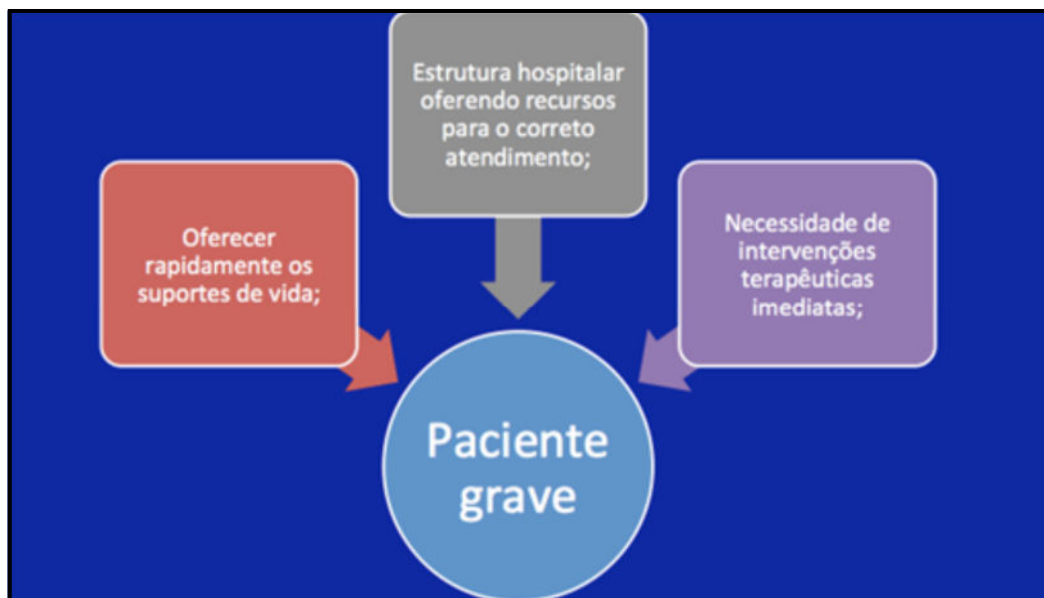 Estrutura hospitalar
oferendo recursos
para o correto
atendimento;
Oferecer
rapidamente os
suportes de vida;
Necessidade de
intervenções
terapêuticas
imediatas;
Paciente
grave